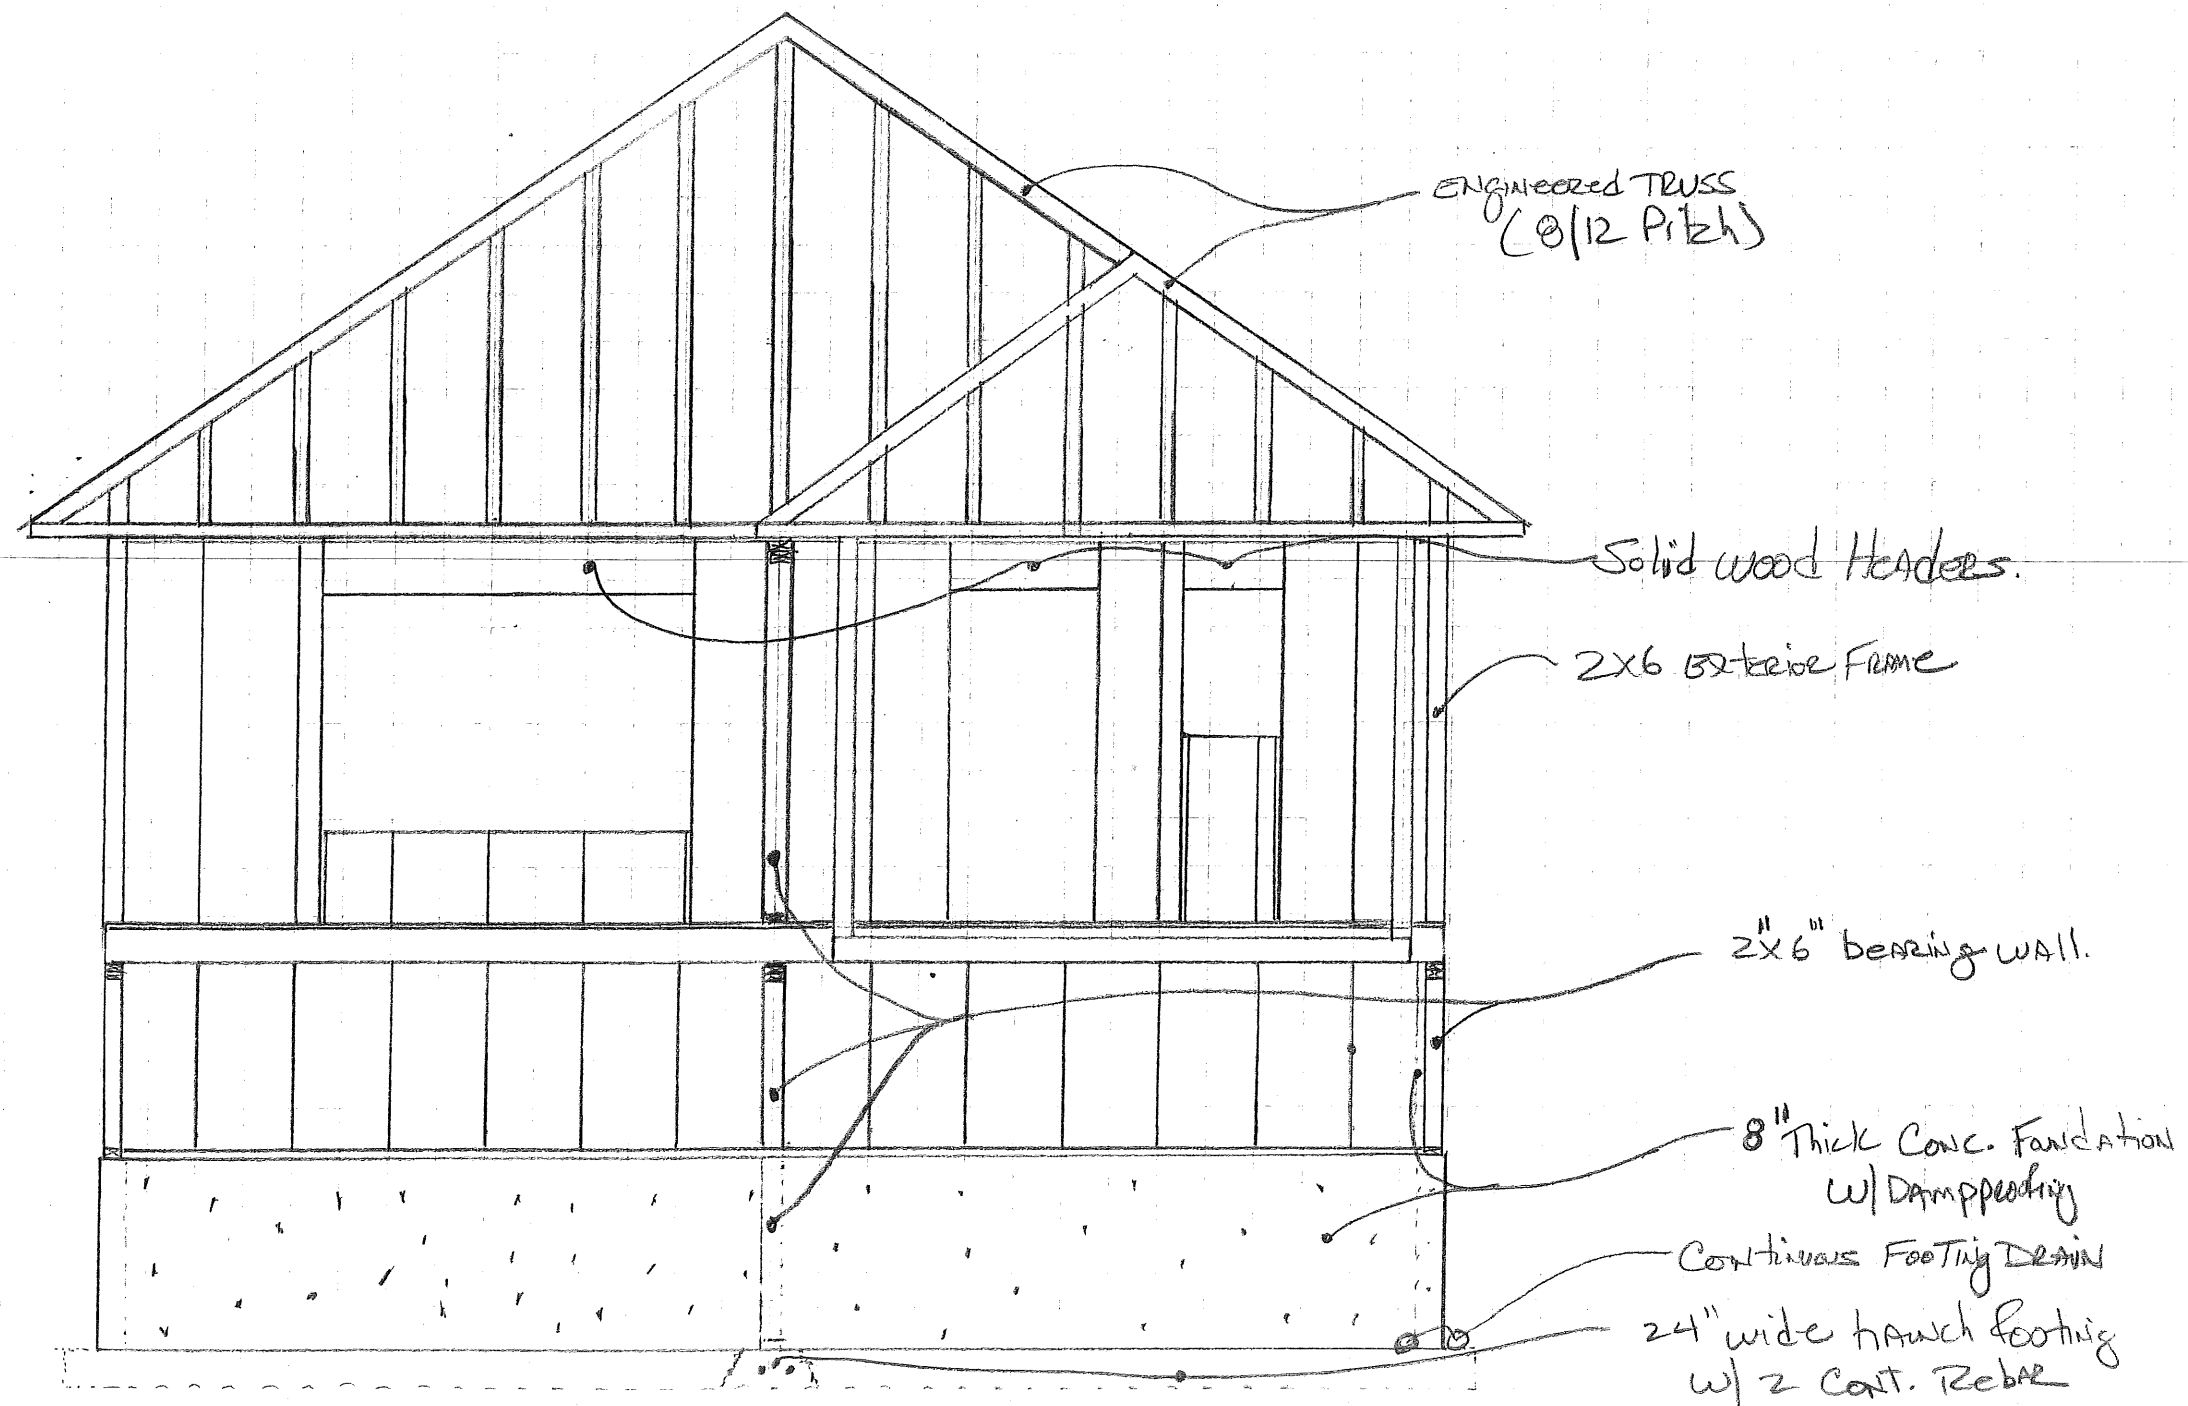 ENGINEERED TRUSS
(8/12 Pitch)
Solid Wood Headers.
2x6 Exterior Frame
2"x6" bearing wall.
8" Thick Conc. Foundation
w/ Dampproofing
Continuous Footing Drain
24" wide haunch footing
w/ 2 Cont. Rebar